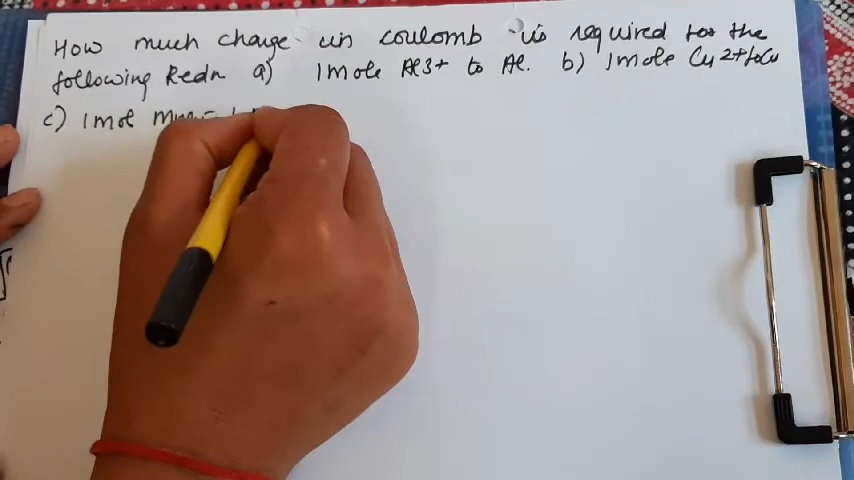 How much charge in coulomb is required for the
following Redn a) 1mole Al3+ to Al. b) 1mole Cu2+ to Cu
c) 1mol